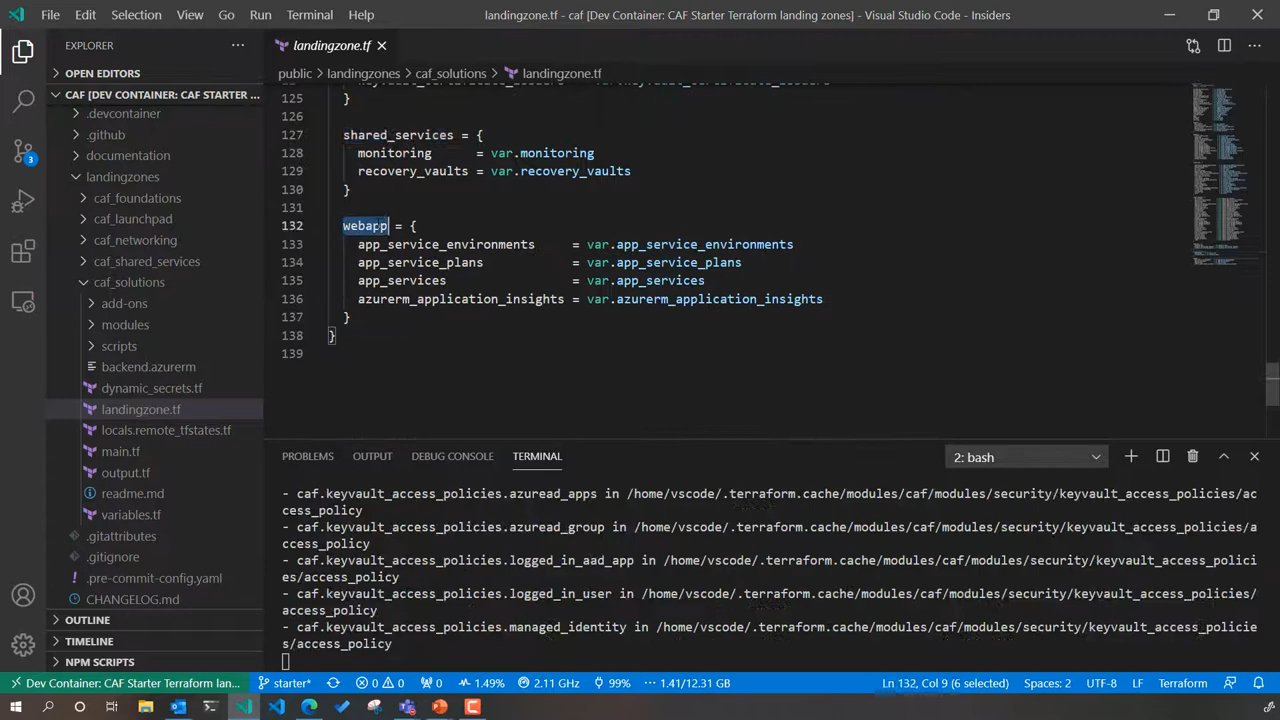 File Edit Selection View Go Run Terminal Help
landingzone.tf - caf [Dev Container: CAF Starter Terraform landing zones] - Visual Studio Code - Insiders
EXPLORER
OPEN EDITORS
CAF [DEV CONTAINER: CAF STARTER ...
.devcontainer
.github
documentation
landingzones
caf_foundations
caf_launchpad
caf_networking
caf_shared_services
caf_solutions
add-ons
modules
scripts
backend.azurerm
dynamic_secrets.tf
landingzone.tf
locals.remote_tfstates.tf
main.tf
output.tf
readme.md
variables.tf
.gitattributes
.gitignore
.pre-commit-config.yaml
CHANGELOG.md
OUTLINE
TIMELINE
NPM SCRIPTS
3
landingzone.tf
public > landingzones > caf_solutions > landingzone.tf
125 }
126
127 shared_services = {
128 monitoring = var.monitoring
129 recovery_vaults = var.recovery_vaults
130 }
131
132 webapp = {
133 app_service_environments = var.app_service_environments
134 app_service_plans = var.app_service_plans
135 app_services = var.app_services
136 azurerm_application_insights = var.azurerm_application_insights
137 }
138 }
139
PROBLEMS OUTPUT DEBUG CONSOLE TERMINAL
2: bash
- caf.keyvault_access_policies.azuread_apps in /home/vscode/.terraform.cache/modules/caf/modules/security/keyvault_access_policies/ac
cess_policy
- caf.keyvault_access_policies.azuread_group in /home/vscode/.terraform.cache/modules/caf/modules/security/keyvault_access_policies/a
ccess_policy
- caf.keyvault_access_policies.logged_in_aad_app in /home/vscode/.terraform.cache/modules/caf/modules/security/keyvault_access_polici
es/access_policy
- caf.keyvault_access_policies.logged_in_user in /home/vscode/.terraform.cache/modules/caf/modules/security/keyvault_access_policies/
access_policy
- caf.keyvault_access_policies.managed_identity in /home/vscode/.terraform.cache/modules/caf/modules/security/keyvault_access_policie
s/access_policy
Dev Container: CAF Starter Terraform lan... starter* 0 0 0 1.49% 2.11 GHz 99% 1.41/12.31 GB Ln 132, Col 9 (6 selected) Spaces: 2 UTF-8 LF Terraform